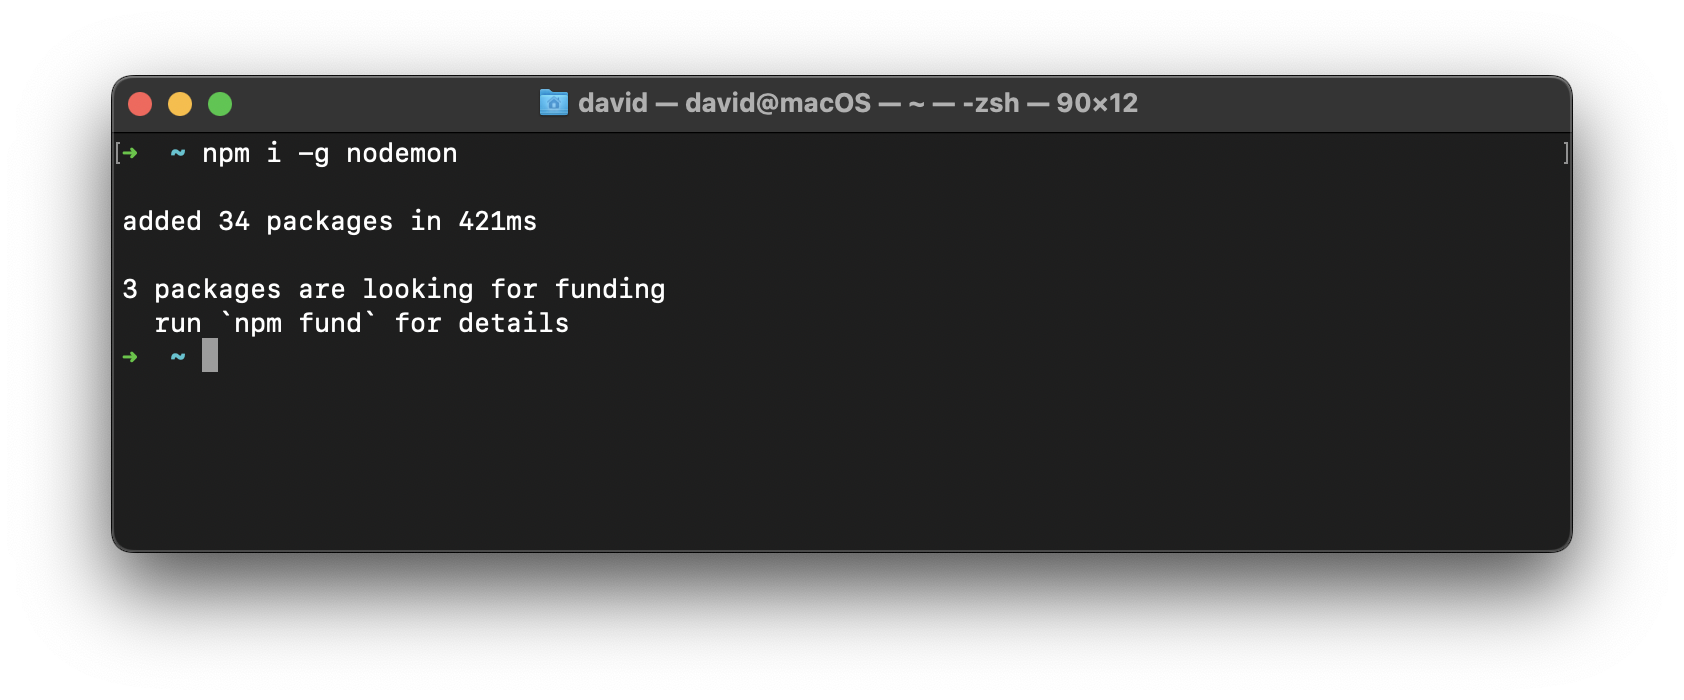 david — david@macOS — ~ — -zsh — 90×12
[➜  ~ npm i -g nodemon ]
added 34 packages in 421ms
3 packages are looking for funding
  run `npm fund` for details
➜  ~